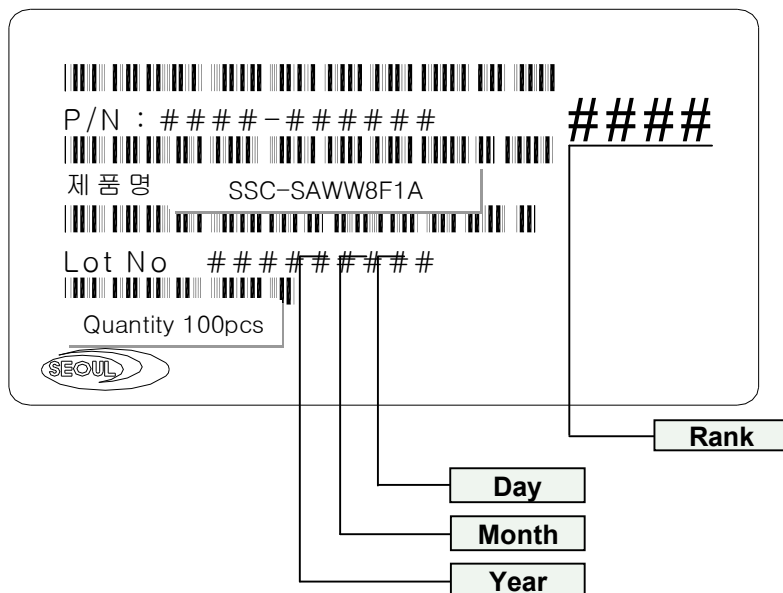 P/N : ####-######
####
제품명 SSC-SAWW8F1A
Lot No #########
Quantity 100pcs
SEOUL
Rank
Day
Month
Year